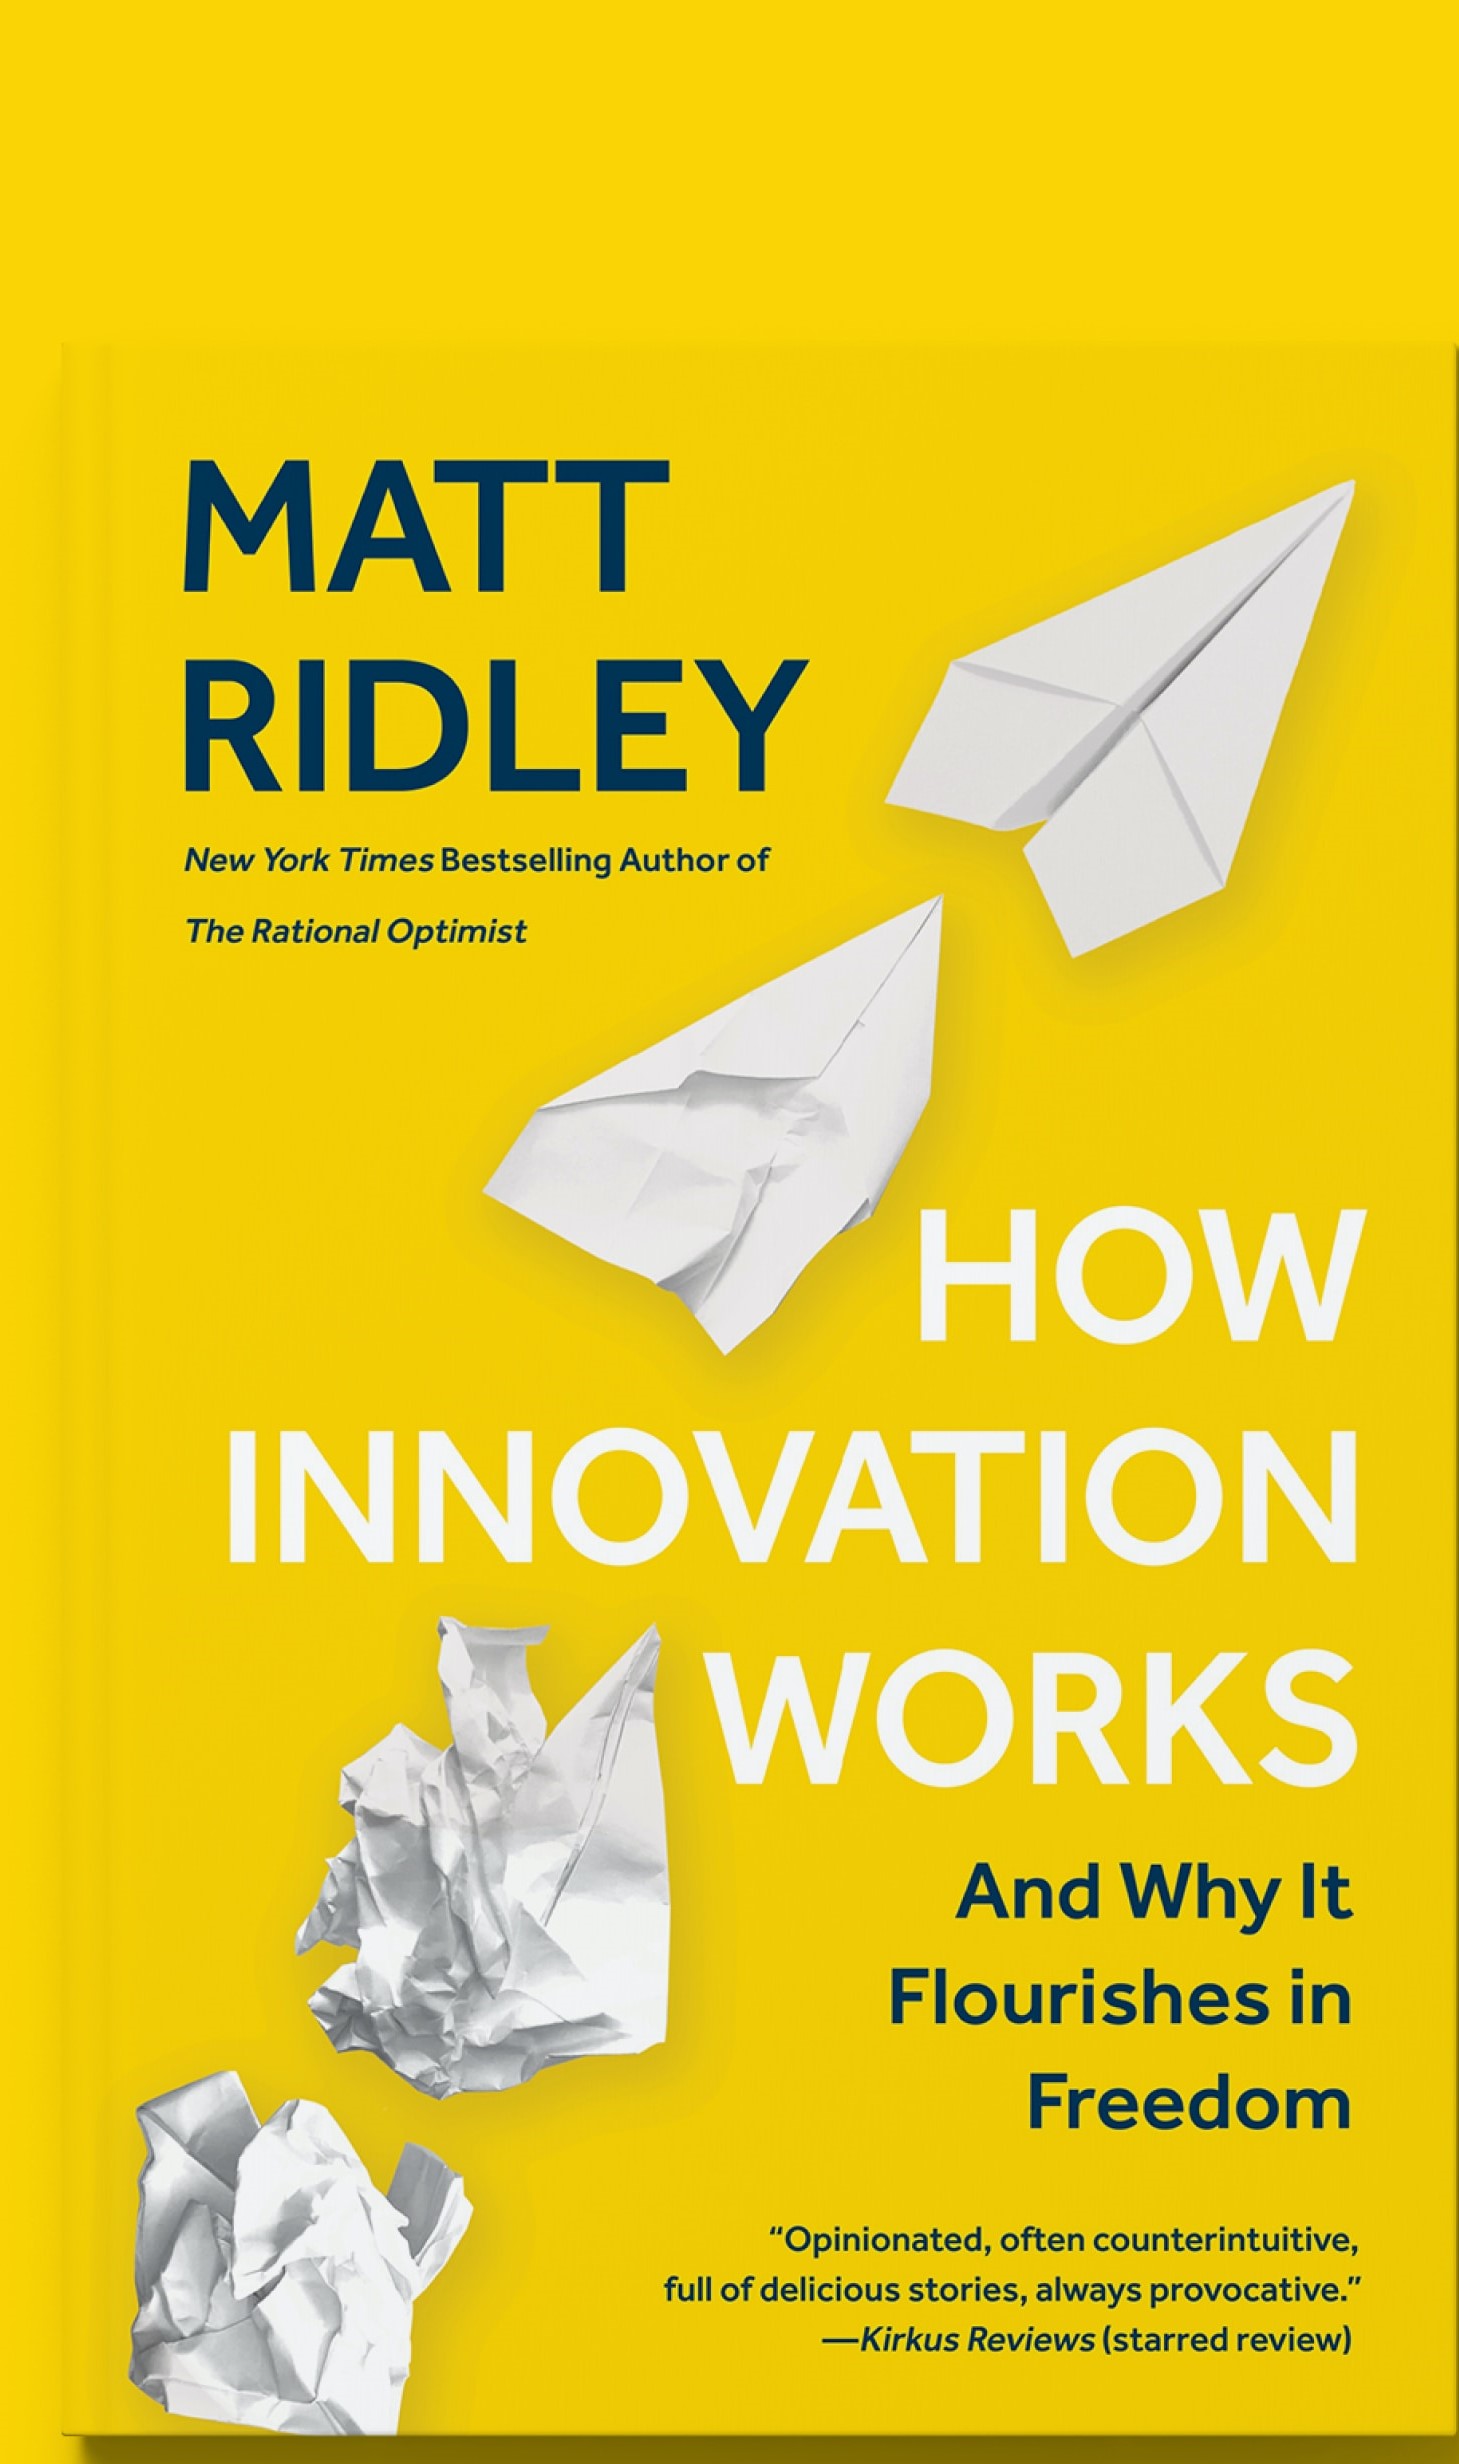 MATT
RIDLEY
New York Times Bestselling Author of
The Rational Optimist
HOW
INNOVATION
WORKS
And Why It
Flourishes in
Freedom
“Opinionated, often counterintuitive,
full of delicious stories, always provocative.”
—Kirkus Reviews (starred review)